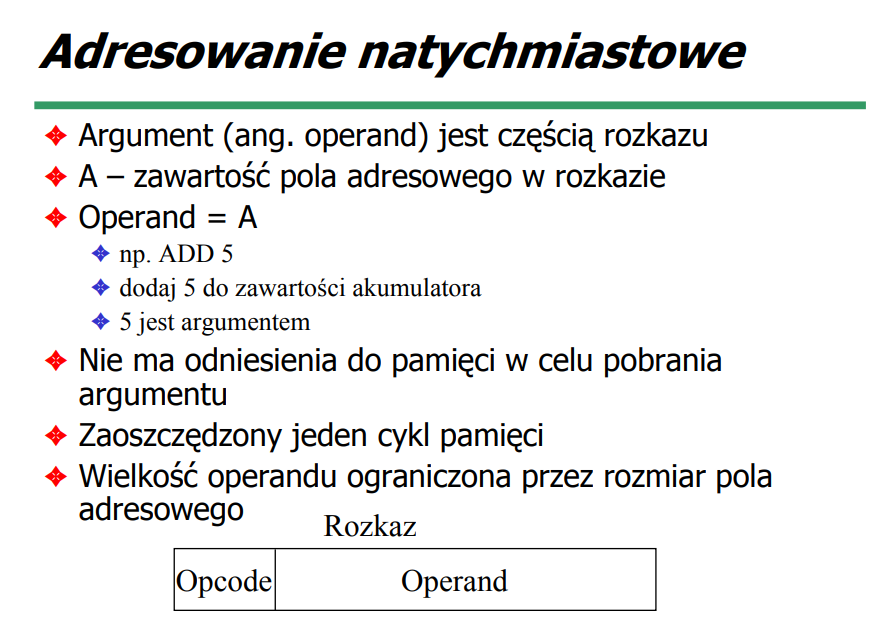 Adresowanie natychmiastowe
Argument (ang. operand) jest częścią rozkazu
A – zawartość pola adresowego w rozkazie
Operand = A
np. ADD 5
dodaj 5 do zawartości akumulatora
5 jest argumentem
Nie ma odniesienia do pamięci w celu pobrania
argumentu
Zaoszczędzony jeden cykl pamięci
Wielkość operandu ograniczona przez rozmiar pola
adresowego
Rozkaz
Opcode Operand